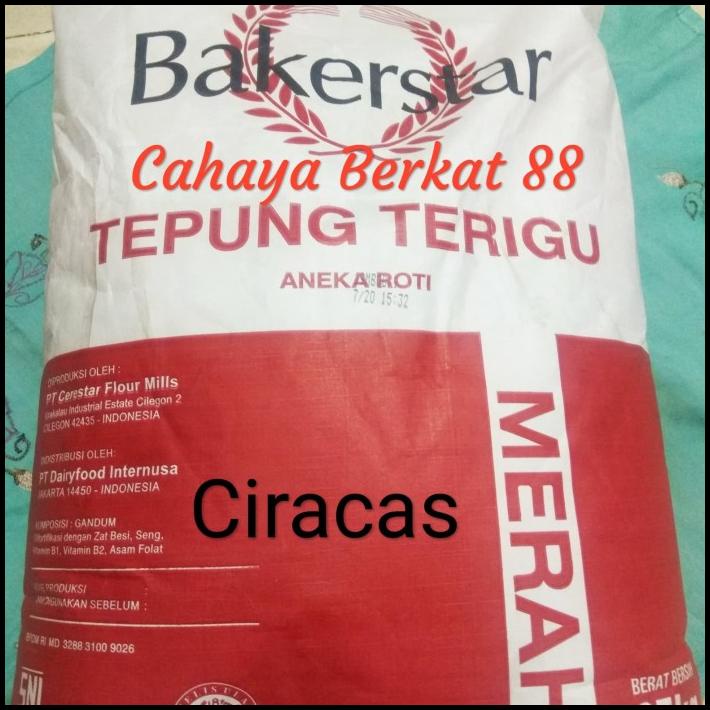 Bakerstar
Cahaya Berkat 88
TEPUNG TERIGU
ANEKA ROTI
7/20 15:32
DIPRODUKSI OLEH :
PT Cerestar Flour Mills
Industrial Estate Cilegon 2
CILEGON 42435 - INDONESIA
MERAH
DISTRIBUSI OLEH:
PT Dairyfood Internusa
JAKARTA 14450 - INDONESIA
Ciracas
KOMPOSISI : GANDUM
Difortifikasi dengan Zat Besi, Seng,
Vitamin B1, Vitamin B2, Asam Folat
PRODUKSI
DIGUNAKAN SEBELUM :
BPOM RI MD 3288 3100 9026
SNI
BERAT BERSIH